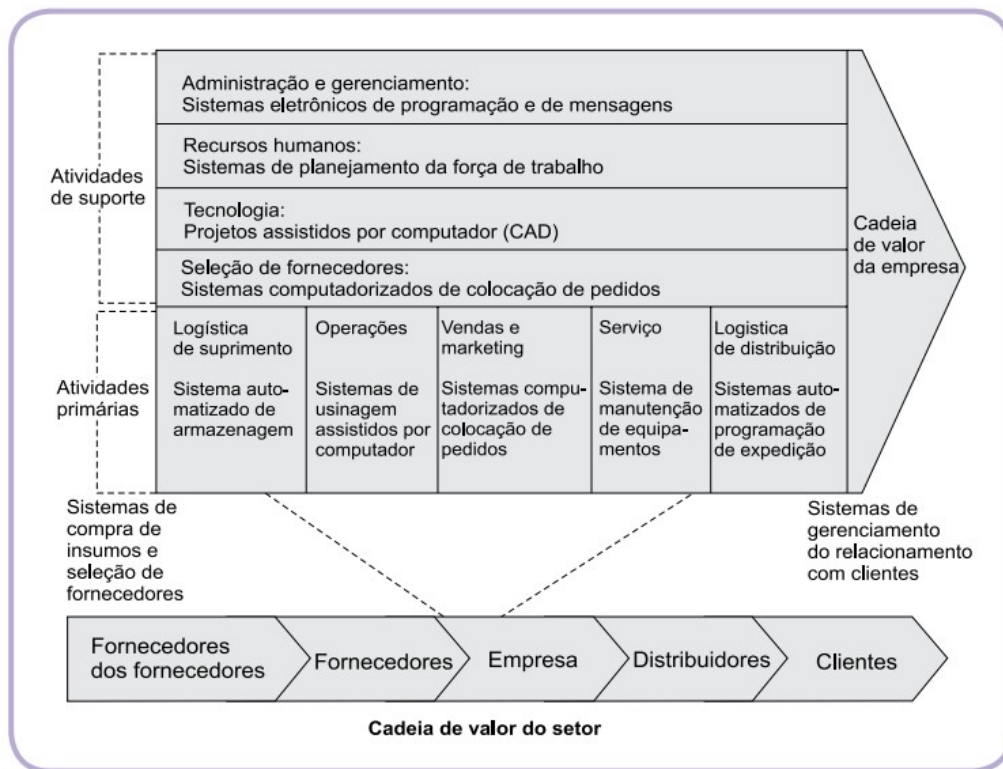 Administração e gerenciamento:
Sistemas eletrônicos de programação e de mensagens
Recursos humanos:
Sistemas de planejamento da força de trabalho
Atividades
de suporte
Tecnologia:
Projetos assistidos por computador (CAD)
Seleção de fornecedores:
Sistemas computadorizados de colocação de pedidos
Cadeia
de valor
da empresa
Atividades
primárias
Logística
de suprimento
Sistema auto-
matizado de
armazenagem
Operações
Sistemas de
usinagem
assistidos por
computador
Vendas e
marketing
Sistemas compu-
tadorizados de
colocação de
pedidos
Serviço
Sistema de
manutenção
de equipa-
mentos
Logistica
de distribuição
Sistemas auto-
matizados de
programação
de expedição
Sistemas de
compra de
insumos e
seleção de
fornecedores
Sistemas de
gerenciamento
do relacionamento
com clientes
Fornecedores
dos fornecedores
Fornecedores
Empresa
Distribuidores
Clientes
Cadeia de valor do setor